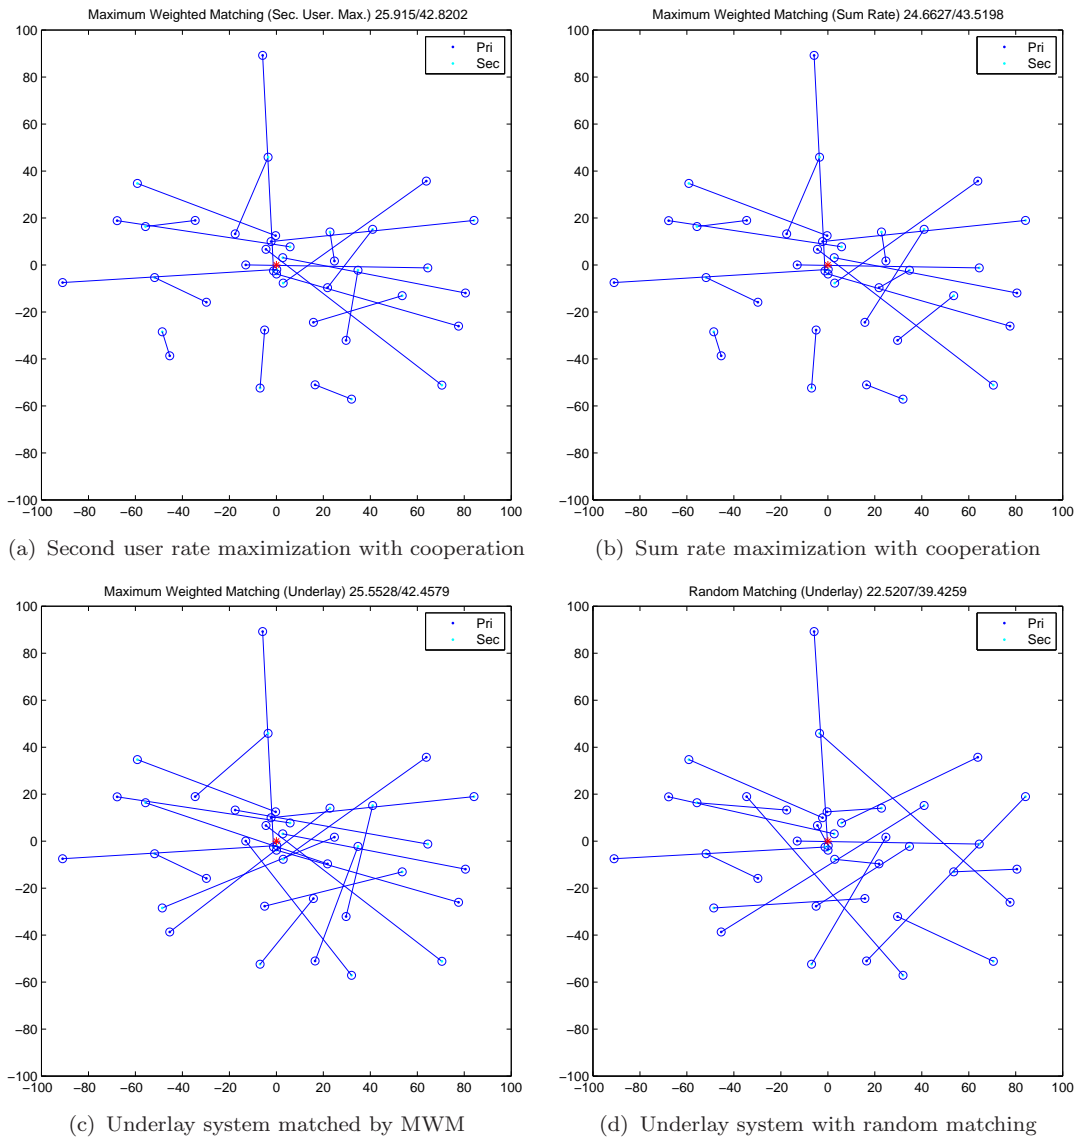 Maximum Weighted Matching (Sec. User. Max.) 25.915/42.8202
100
80
60
40
20
0
−20
−40
−60
−80
−100
−100 −80 −60 −40 −20 0 20 40 60 80 100
Pri
Sec
(a) Second user rate maximization with cooperation
Maximum Weighted Matching (Sum Rate) 24.6627/43.5198
100
80
60
40
20
0
−20
−40
−60
−80
−100
−100 −80 −60 −40 −20 0 20 40 60 80 100
Pri
Sec
(b) Sum rate maximization with cooperation
Maximum Weighted Matching (Underlay) 25.5528/42.4579
100
80
60
40
20
0
−20
−40
−60
−80
−100
−100 −80 −60 −40 −20 0 20 40 60 80 100
Pri
Sec
(c) Underlay system matched by MWM
Random Matching (Underlay) 22.5207/39.4259
100
80
60
40
20
0
−20
−40
−60
−80
−100
−100 −80 −60 −40 −20 0 20 40 60 80 100
Pri
Sec
(d) Underlay system with random matching